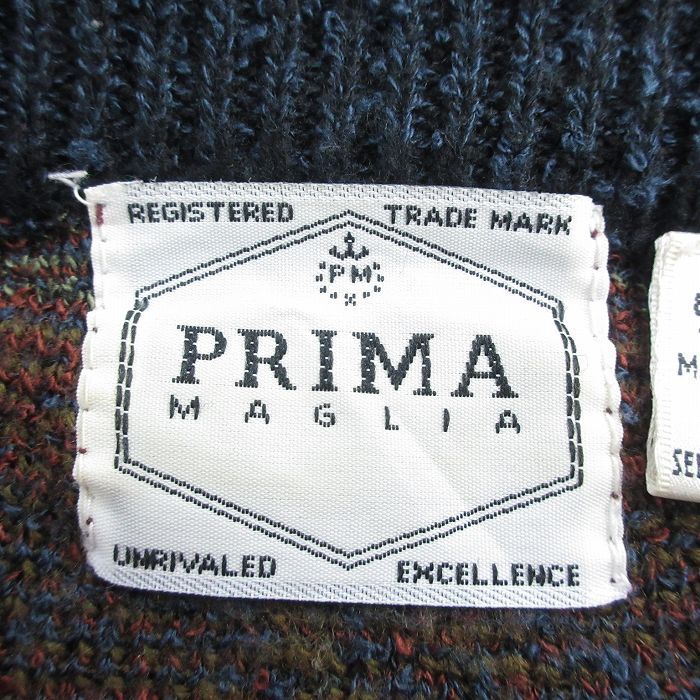 REGISTERED TRADE MARK
PM
PRIMA
MAGLIA
UNRIVALED EXCELLENCE